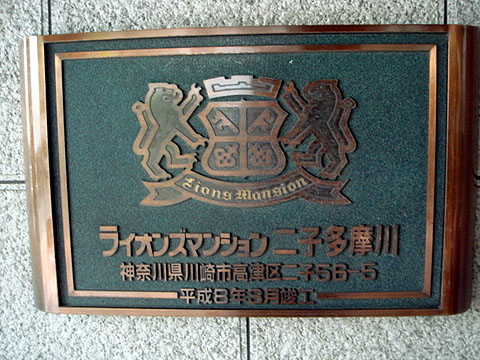 Lions Mansion
ライオンズマンション二子多摩川
神奈川県川崎市高津区二子56-5
平成8年3月竣工